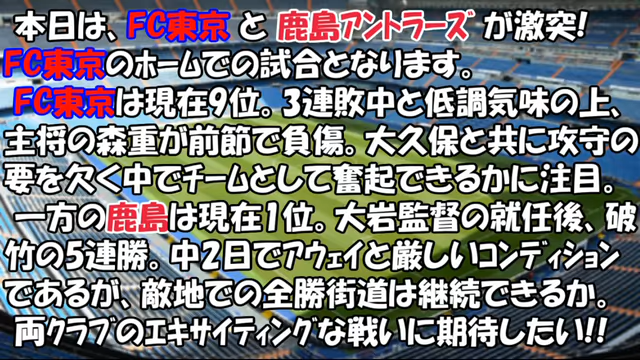 本日は、FC東京 と 鹿島ｱﾝﾄﾗｰｽﾞ が激突!
FC東京のﾎｰﾑでの試合となります。
FC東京は現在9位。3連敗中と低調気味の上、
主将の森重が前節で負傷。大久保と共に攻守の
要を欠く中でﾁｰﾑとして奮起できるかに注目。
一方の鹿島は現在1位。大岩監督の就任後、破
竹の5連勝。中2日でｱｳｪｲと厳しいｺﾝﾃﾞｨｼｮﾝ
であるが、敵地での全勝街道は継続できるか。
両ｸﾗﾌﾞのｴｷｻｲﾃｨﾝｸﾞな戦いに期待したい!!